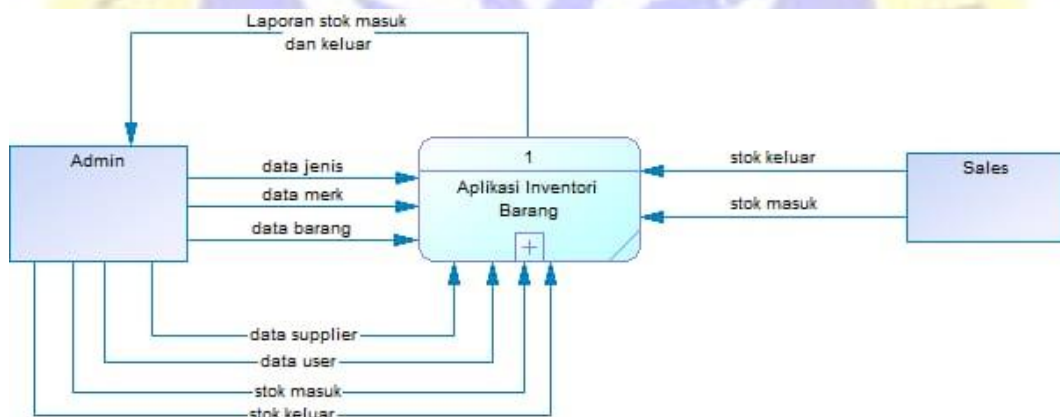 Laporan stok masuk
dan keluar
Admin
data jenis
data merk
data barang
1
Aplikasi Inventori
Barang
stok keluar
stok masuk
Sales
data supplier
data user
stok masuk
stok keluar